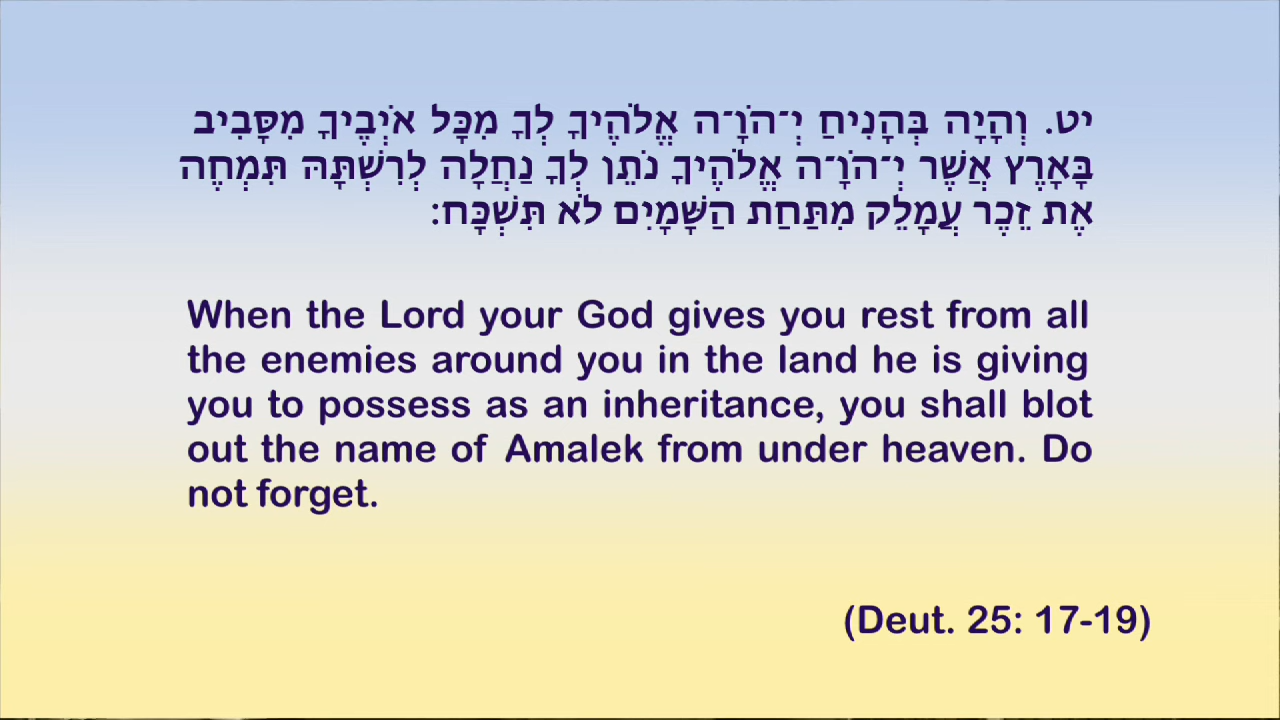 יט. וְהָיָה בְּהָנִיחַ יְ־הֹוָ־ה אֱלֹהֶיךָ לְךָ מִכָּל אֹיְבֶיךָ מִסָּבִיב
בָּאָרֶץ אֲשֶׁר יְ־הֹוָ־ה אֱלֹהֶיךָ נֹתֵן לְךָ נַחֲלָה לְרִשְׁתָּהּ תִּמְחֶה
אֶת זֵכֶר עֲמָלֵק מִתַּחַת הַשָּׁמָיִם לֹא תִּשְׁכָּח:
When the Lord your God gives you rest from all
the enemies around you in the land he is giving
you to possess as an inheritance, you shall blot
out the name of Amalek from under heaven. Do
not forget.
(Deut. 25: 17-19)